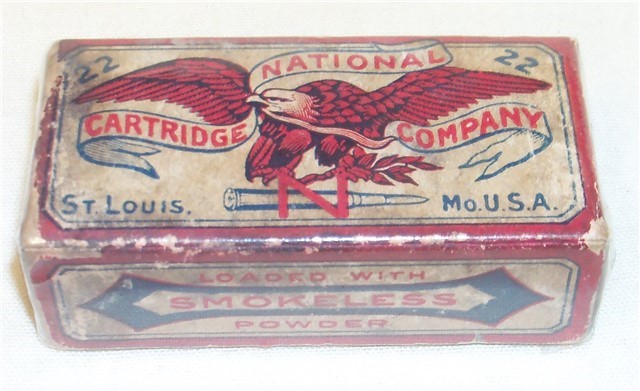 22 NATIONAL 22
CARTRIDGE COMPANY
N
ST. LOUIS. MO. U.S.A.
LOADED WITH
SMOKELESS
POWDER